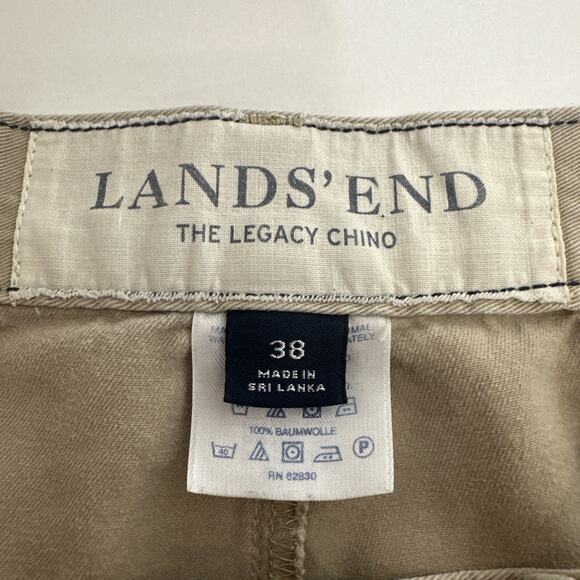 LANDS' END
THE LEGACY CHINO
38
MADE IN
SRI LANKA
100% BAUMWOLLE
40 P
RN 62830